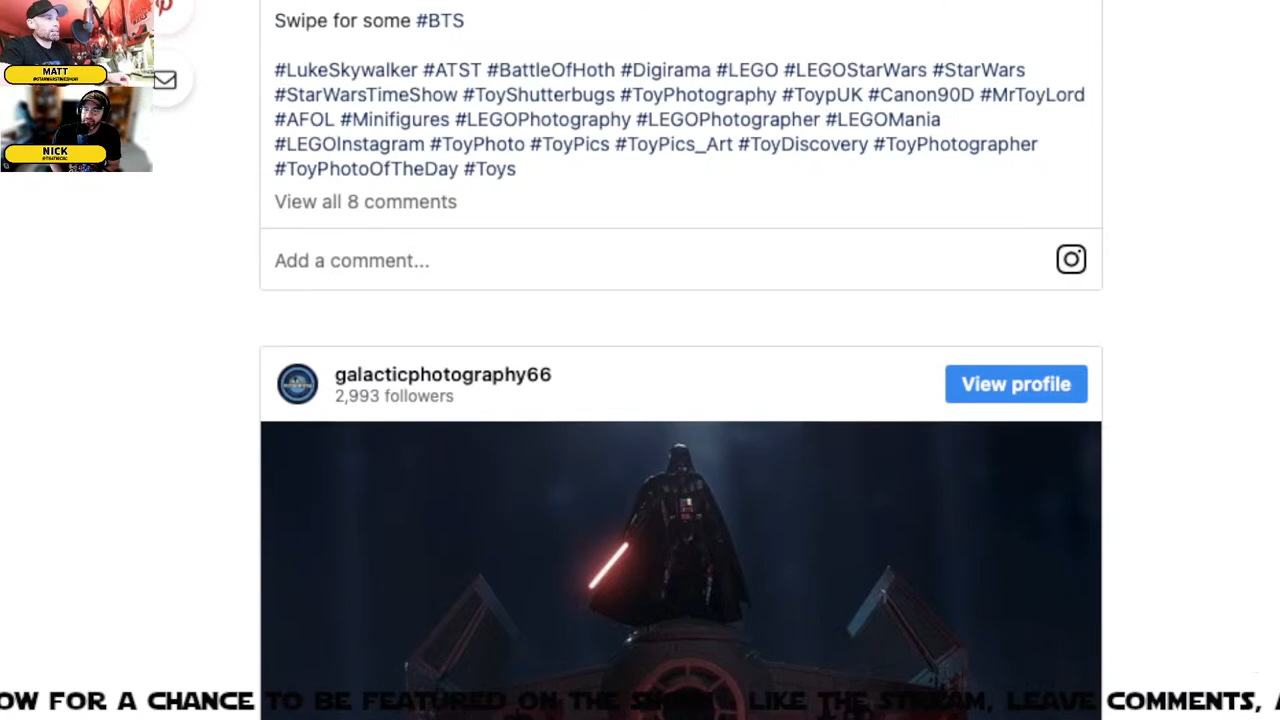 Swipe for some #BTS
#LukeSkywalker #ATST #BattleOfHoth #Digirama #LEGO #LEGOStarWars #StarWars
#StarWarsTimeShow #ToyShutterbugs #ToyPhotography #ToypUK #Canon90D #MrToyLord
#AFOL #Minifigures #LEGOPhotography #LEGOPhotographer #LEGOMania
#LEGOInstagram #ToyPhoto #ToyPics #ToyPics_Art #ToyDiscovery #ToyPhotographer
#ToyPhotoOfTheDay #Toys
View all 8 comments
Add a comment...
MATT
@STARWARSTIMESHOW
NICK
galacticphotography66
2,993 followers
View profile
OW FOR A CHANCE TO BE FEATURED ON THE LIKE THE STREAM, LEAVE COMMENTS,